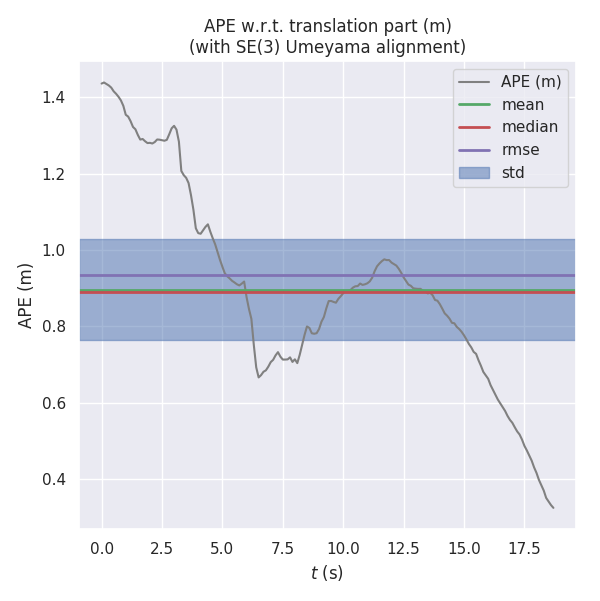 APE w.r.t. translation part (m)
(with SE(3) Umeyama alignment)
APE (m)
mean
median
rmse
std
APE (m)
1.4
1.2
1.0
0.8
0.6
0.4
0.0 2.5 5.0 7.5 10.0 12.5 15.0 17.5
t (s)